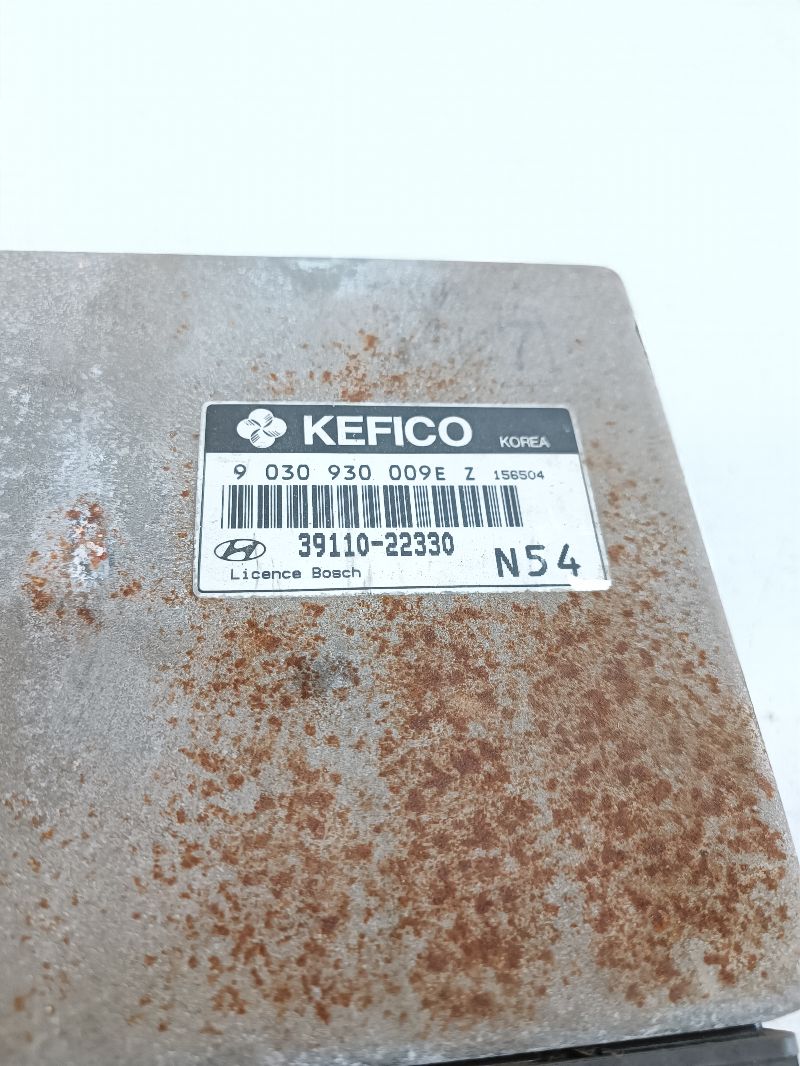 KEFICO KOREA
9 030 930 009E Z 156504
39110-22330
Licence Bosch N54